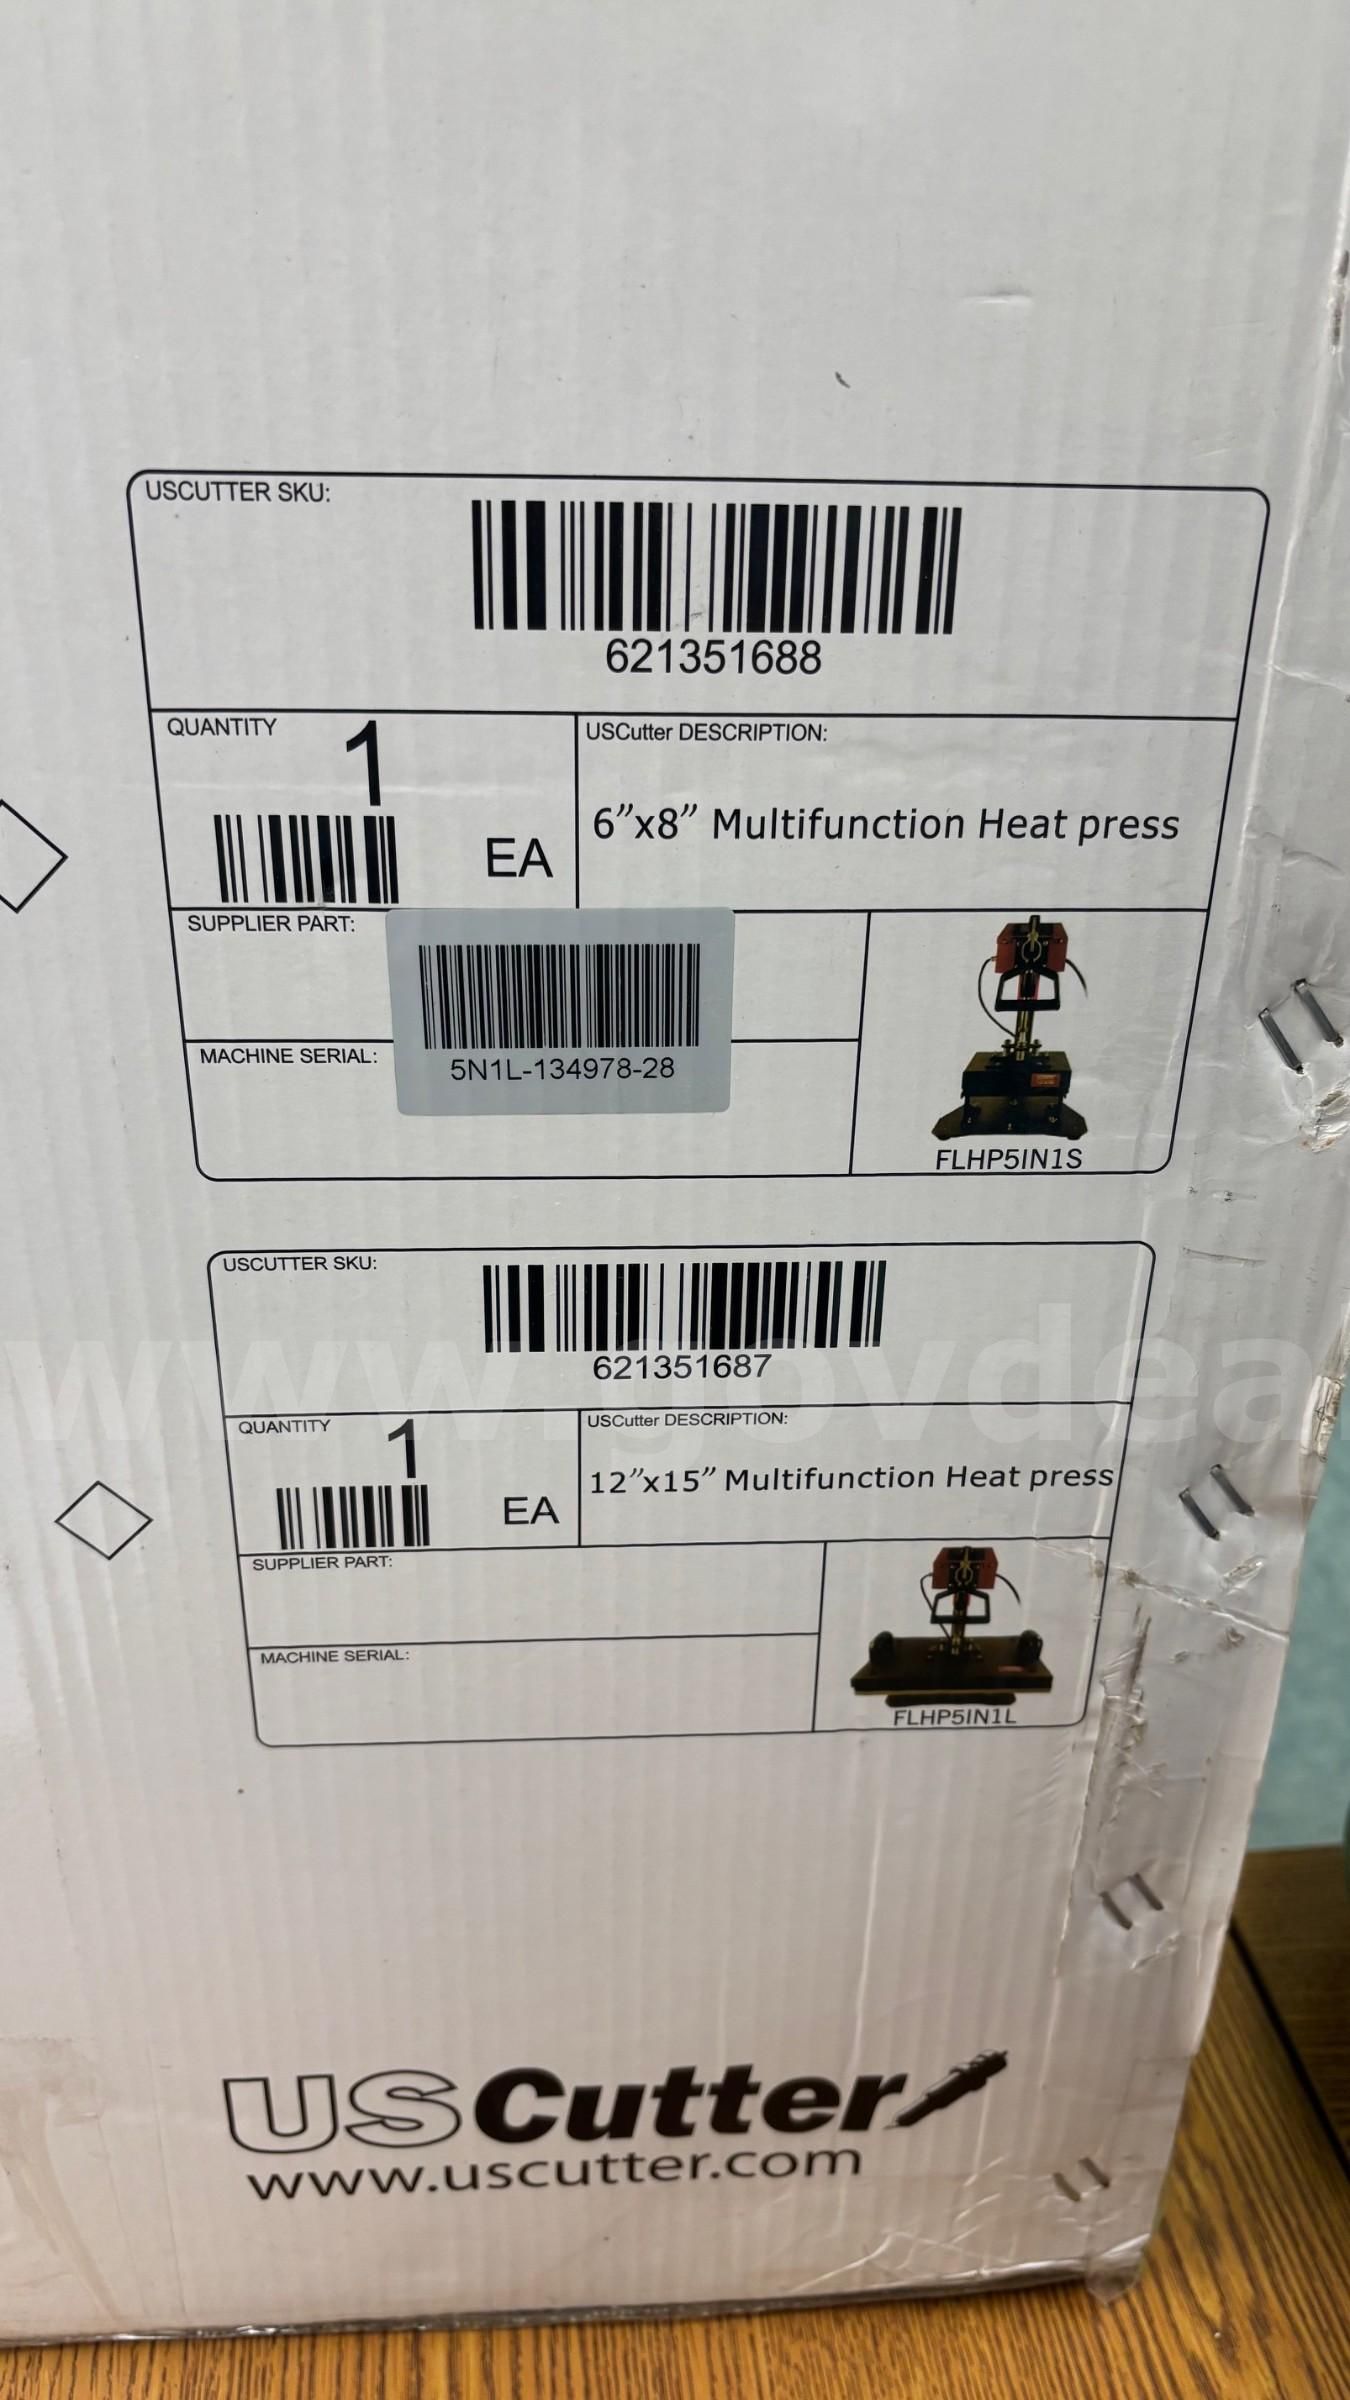 USCUTTER SKU:
621351688
QUANTITY
1
EA
USCutter DESCRIPTION:
6”x8” Multifunction Heat press
SUPPLIER PART:
MACHINE SERIAL:
5N1L-134978-28
FLHP5IN1S
USCUTTER SKU:
621351687
QUANTITY
1
EA
USCutter DESCRIPTION:
12”x15” Multifunction Heat press
SUPPLIER PART:
MACHINE SERIAL:
FLHP5IN1L
www.govdeal
USCutter
www.uscutter.com